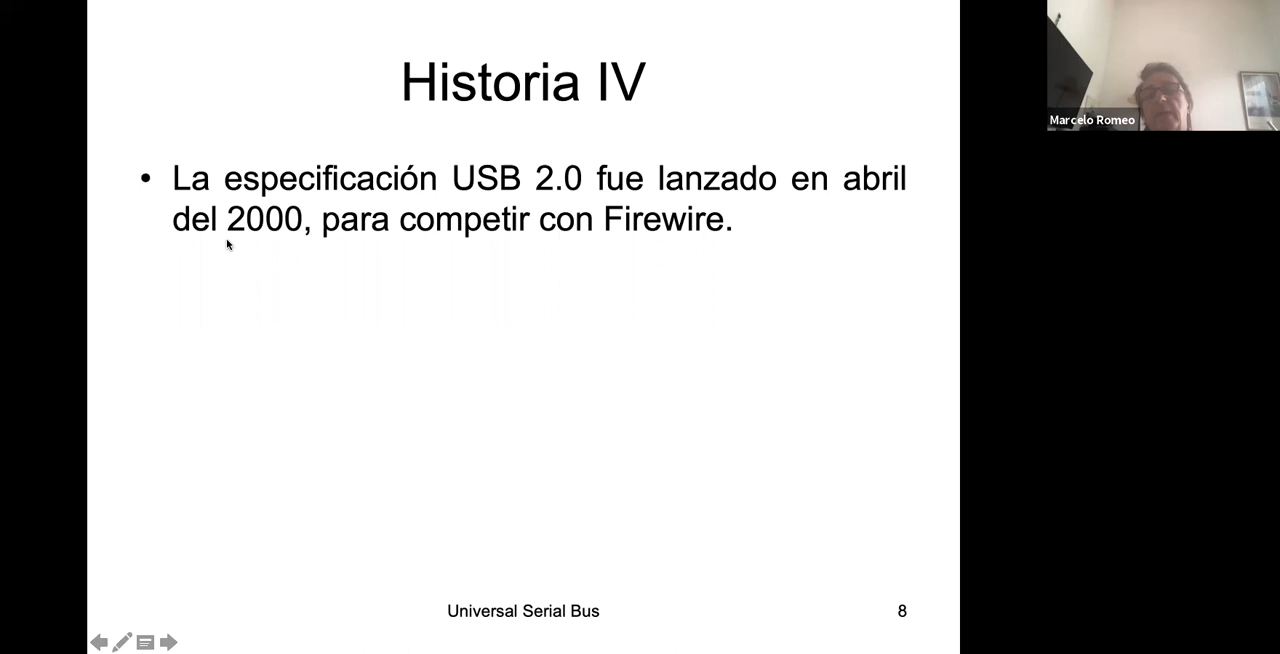 Historia IV
Marcelo Romeo
• La especificación USB 2.0 fue lanzado en abril
del 2000, para competir con Firewire.
Universal Serial Bus
8